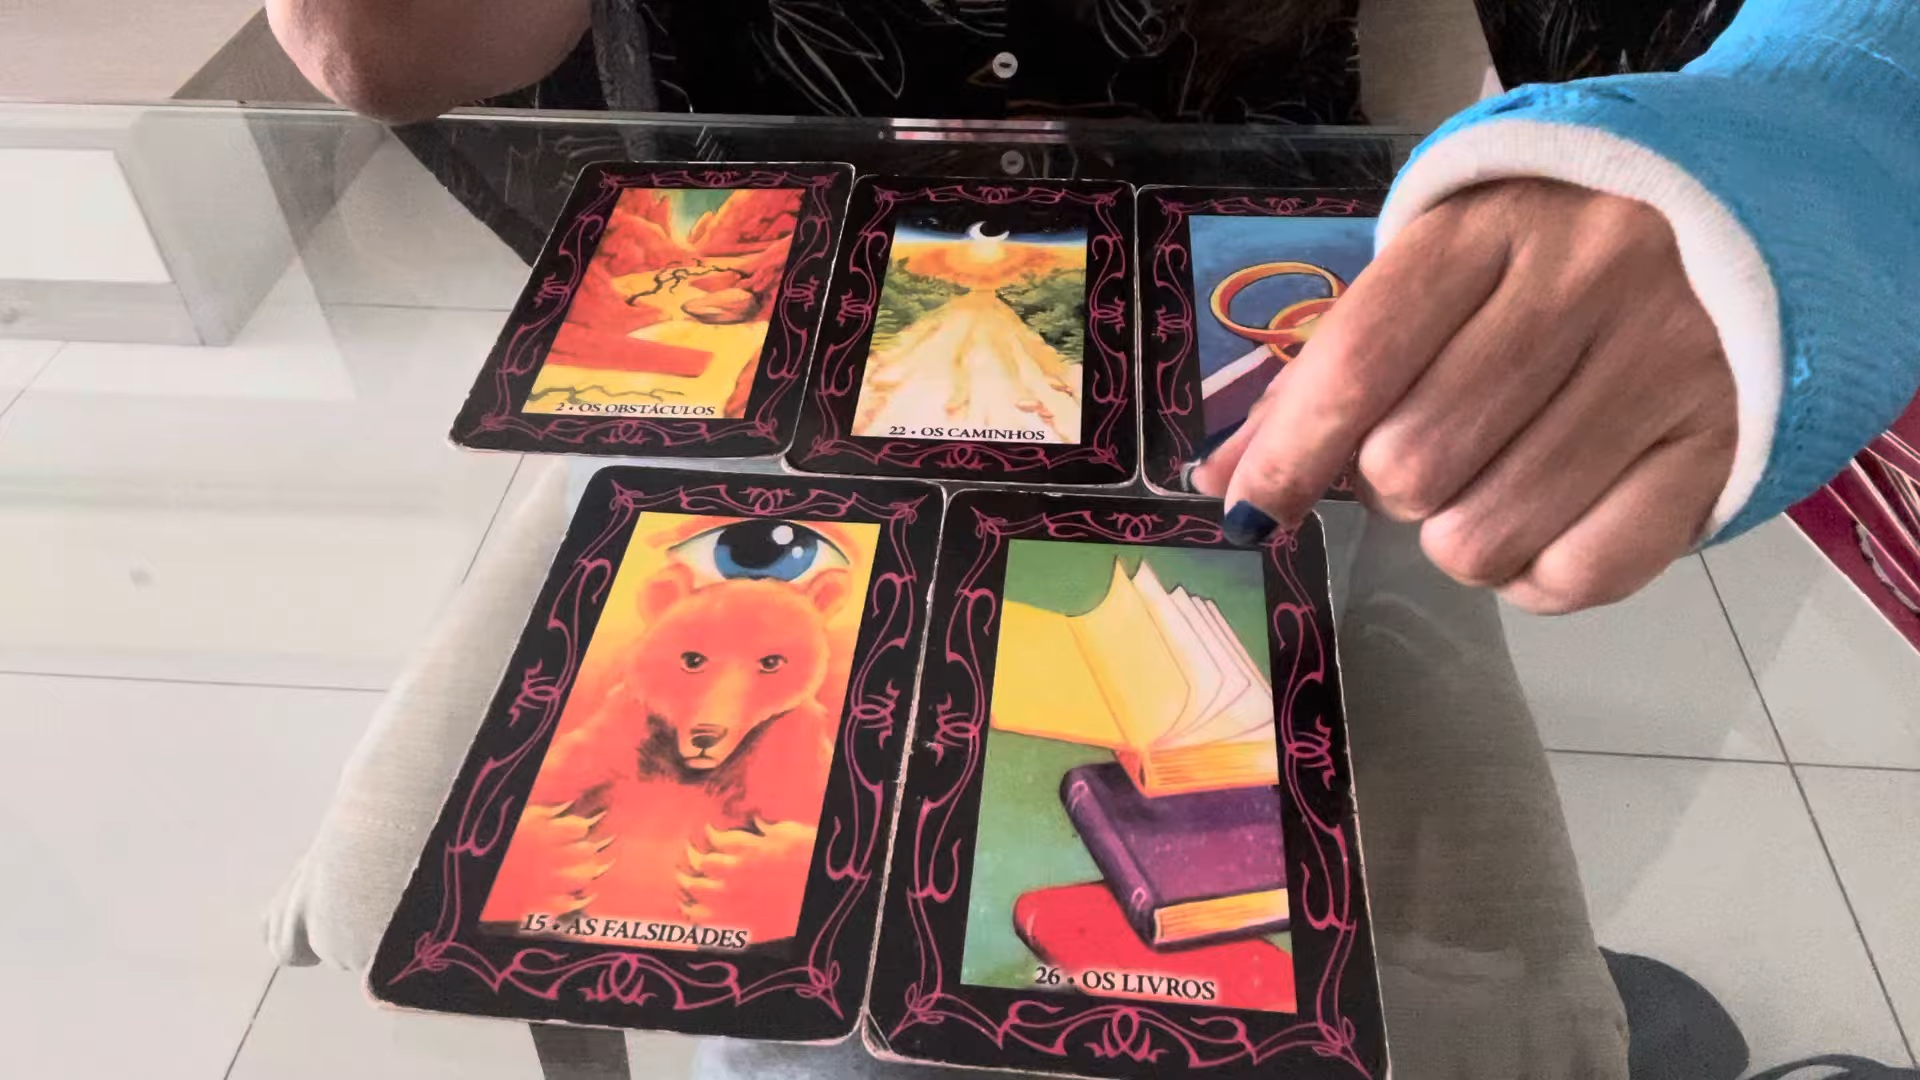 2 • OS OBSTÁCULOS
22 • OS CAMINHOS
15 • AS FALSIDADES
26 • OS LIVROS